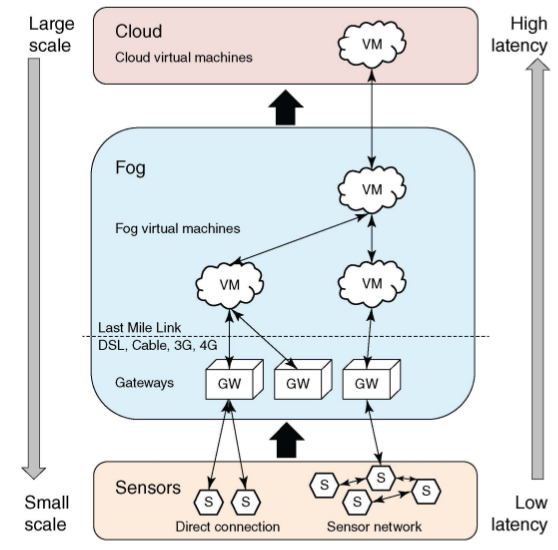 Large
scale
High
latency
Cloud
Cloud virtual machines
VM
Fog
VM
Fog virtual machines
VM
VM
Last Mile Link
DSL, Cable, 3G, 4G
Gateways
GW
GW
GW
Sensors
S
S
S
S
S
S
Direct connection
Sensor network
Small
scale
Low
latency